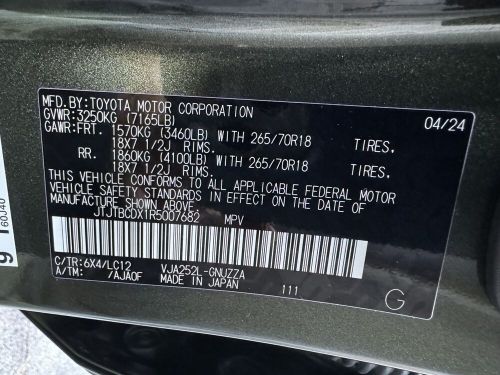 MFD.BY:TOYOTA MOTOR CORPORATION 04/24
GVWR:3250KG (7165LB)
GAWR:FRT. 1570KG (3460LB) WITH 265/70R18 TIRES.
18X7 1/2J RIMS.
RR. 1860KG (4100LB) WITH 265/70R18 TIRES.
18X7 1/2J RIMS.
THIS VEHICLE CONFORMS TO ALL APPLICABLE FEDERAL MOTOR
VEHICLE SAFETY STANDARDS IN EFFECT ON THE DATE OF
MANUFACTURE SHOWN ABOVE.
JTJTBCDX1R5007682 MPV
C/TR:6X4/LC12 VJA252L-GNUZZA
A/TM: /AJA0F MADE IN JAPAN 111
G